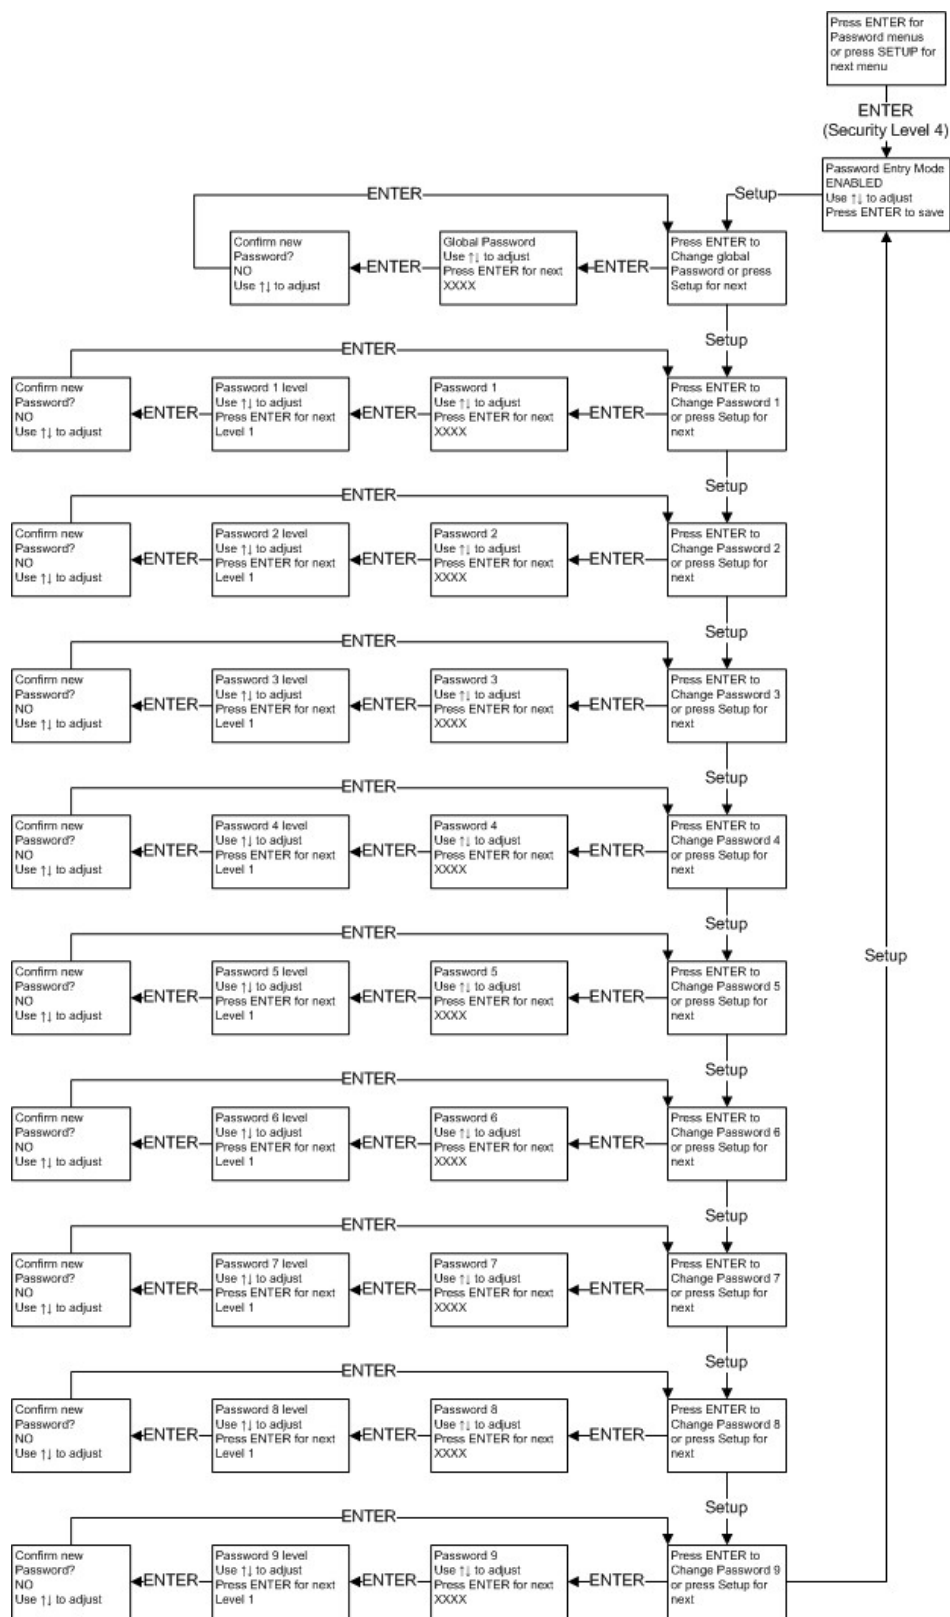 Press ENTER for
Password menus
or press SETUP for
next menu
ENTER
(Security Level 4)
Password Entry Mode
ENABLED
Use ↑↓ to adjust
Press ENTER to save
Setup
ENTER
Confirm new
Password?
NO
Use ↑↓ to adjust
ENTER
Global Password
Use ↑↓ to adjust
Press ENTER for next
XXXX
ENTER
Press ENTER to
Change global
Password or press
Setup for next
Setup
ENTER
Confirm new
Password?
NO
Use ↑↓ to adjust
ENTER
Password 1 level
Use ↑↓ to adjust
Press ENTER for next
Level 1
ENTER
Password 1
Use ↑↓ to adjust
Press ENTER for next
XXXX
ENTER
Press ENTER to
Change Password 1
or press Setup for
next
Setup
ENTER
Confirm new
Password?
NO
Use ↑↓ to adjust
ENTER
Password 2 level
Use ↑↓ to adjust
Press ENTER for next
Level 1
ENTER
Password 2
Use ↑↓ to adjust
Press ENTER for next
XXXX
ENTER
Press ENTER to
Change Password 2
or press Setup for
next
Setup
ENTER
Confirm new
Password?
NO
Use ↑↓ to adjust
ENTER
Password 3 level
Use ↑↓ to adjust
Press ENTER for next
Level 1
ENTER
Password 3
Use ↑↓ to adjust
Press ENTER for next
XXXX
ENTER
Press ENTER to
Change Password 3
or press Setup for
next
Setup
ENTER
Confirm new
Password?
NO
Use ↑↓ to adjust
ENTER
Password 4 level
Use ↑↓ to adjust
Press ENTER for next
Level 1
ENTER
Password 4
Use ↑↓ to adjust
Press ENTER for next
XXXX
ENTER
Press ENTER to
Change Password 4
or press Setup for
next
Setup
ENTER
Confirm new
Password?
NO
Use ↑↓ to adjust
ENTER
Password 5 level
Use ↑↓ to adjust
Press ENTER for next
Level 1
ENTER
Password 5
Use ↑↓ to adjust
Press ENTER for next
XXXX
ENTER
Press ENTER to
Change Password 5
or press Setup for
next
Setup
Setup
ENTER
Confirm new
Password?
NO
Use ↑↓ to adjust
ENTER
Password 6 level
Use ↑↓ to adjust
Press ENTER for next
Level 1
ENTER
Password 6
Use ↑↓ to adjust
Press ENTER for next
XXXX
ENTER
Press ENTER to
Change Password 6
or press Setup for
next
Setup
ENTER
Confirm new
Password?
NO
Use ↑↓ to adjust
ENTER
Password 7 level
Use ↑↓ to adjust
Press ENTER for next
Level 1
ENTER
Password 7
Use ↑↓ to adjust
Press ENTER for next
XXXX
ENTER
Press ENTER to
Change Password 7
or press Setup for
next
Setup
ENTER
Confirm new
Password?
NO
Use ↑↓ to adjust
ENTER
Password 8 level
Use ↑↓ to adjust
Press ENTER for next
Level 1
ENTER
Password 8
Use ↑↓ to adjust
Press ENTER for next
XXXX
ENTER
Press ENTER to
Change Password 8
or press Setup for
next
Setup
ENTER
Confirm new
Password?
NO
Use ↑↓ to adjust
ENTER
Password 9 level
Use ↑↓ to adjust
Press ENTER for next
Level 1
ENTER
Password 9
Use ↑↓ to adjust
Press ENTER for next
XXXX
ENTER
Press ENTER to
Change Password 9
or press Setup for
next